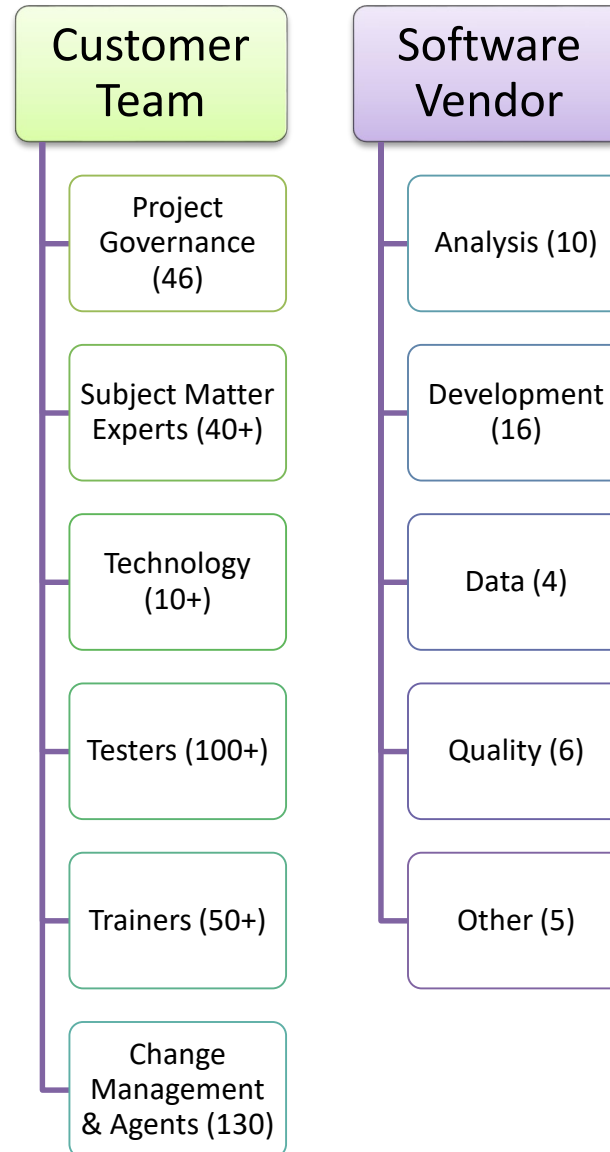 Customer
Team
Project
Governance
(46)
Subject Matter
Experts (40+)
Technology
(10+)
Testers (100+)
Trainers (50+)
Change
Management
& Agents (130)
Software
Vendor
Analysis (10)
Development
(16)
Data (4)
Quality (6)
Other (5)